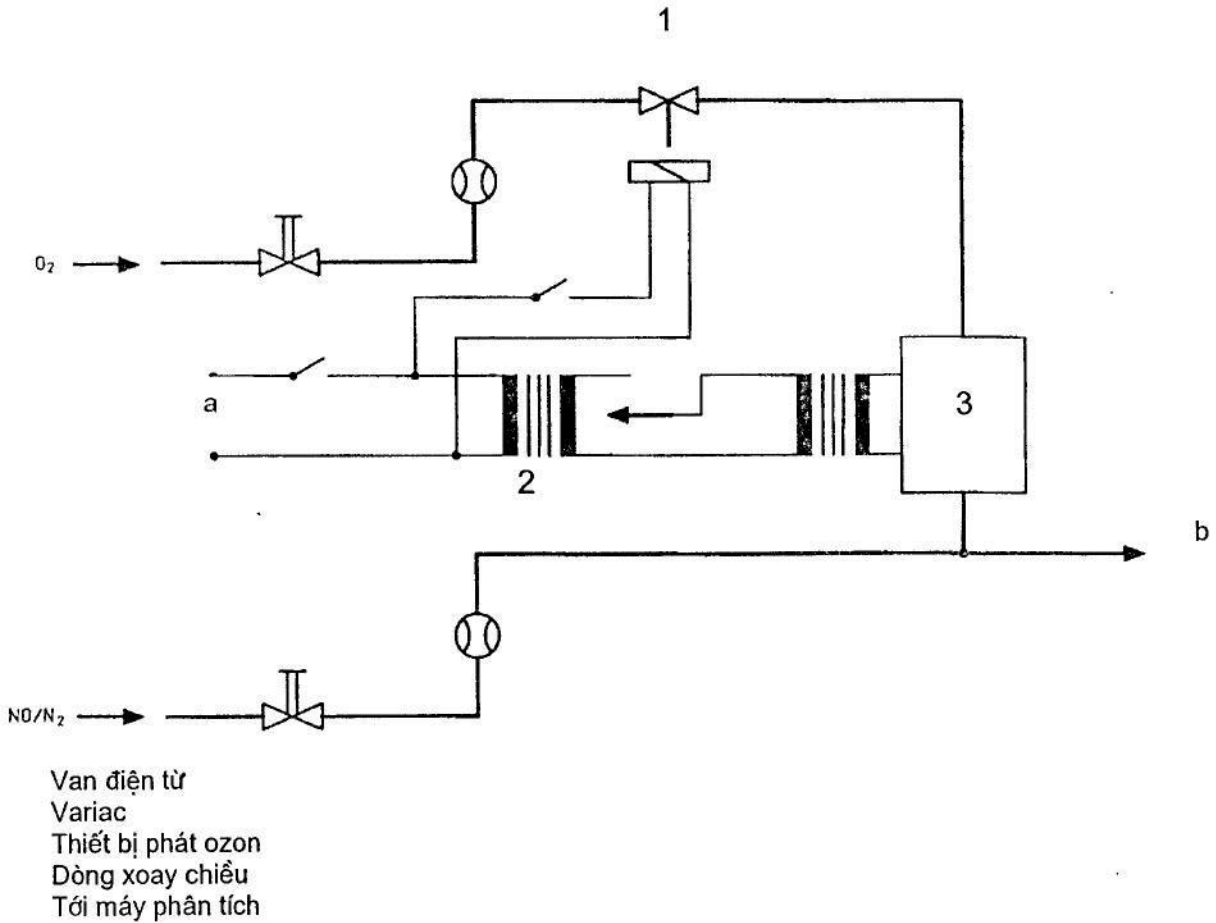 1
O₂
a
2
3
b
NO/N₂
Van điện từ
Variac
Thiết bị phát ozon
Dòng xoay chiều
Tới máy phân tích